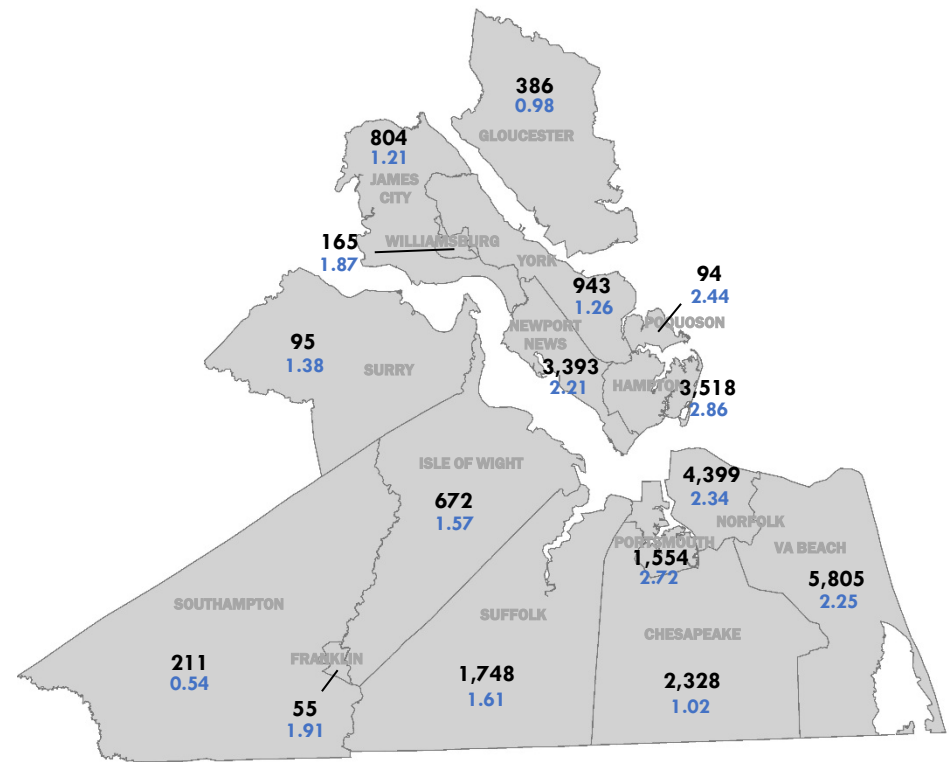 386
0.98
GLOUCESTER
804
1.21
JAMES
CITY
165
1.87
WILLIAMSBURG
YORK
943
1.26
94
2.44
POQUOSON
95
1.38
SURRY
NEWPORT
NEWS
3,393
2.21
HAMPTON
3,518
2.86
ISLE OF WIGHT
672
1.57
4,399
2.34
NORFOLK
PORTSMOUTH
1,554
2.72
VA BEACH
5,805
2.25
SOUTHAMPTON
211
0.54
FRANKLIN
55
1.91
SUFFOLK
1,748
1.61
CHESAPEAKE
2,328
1.02